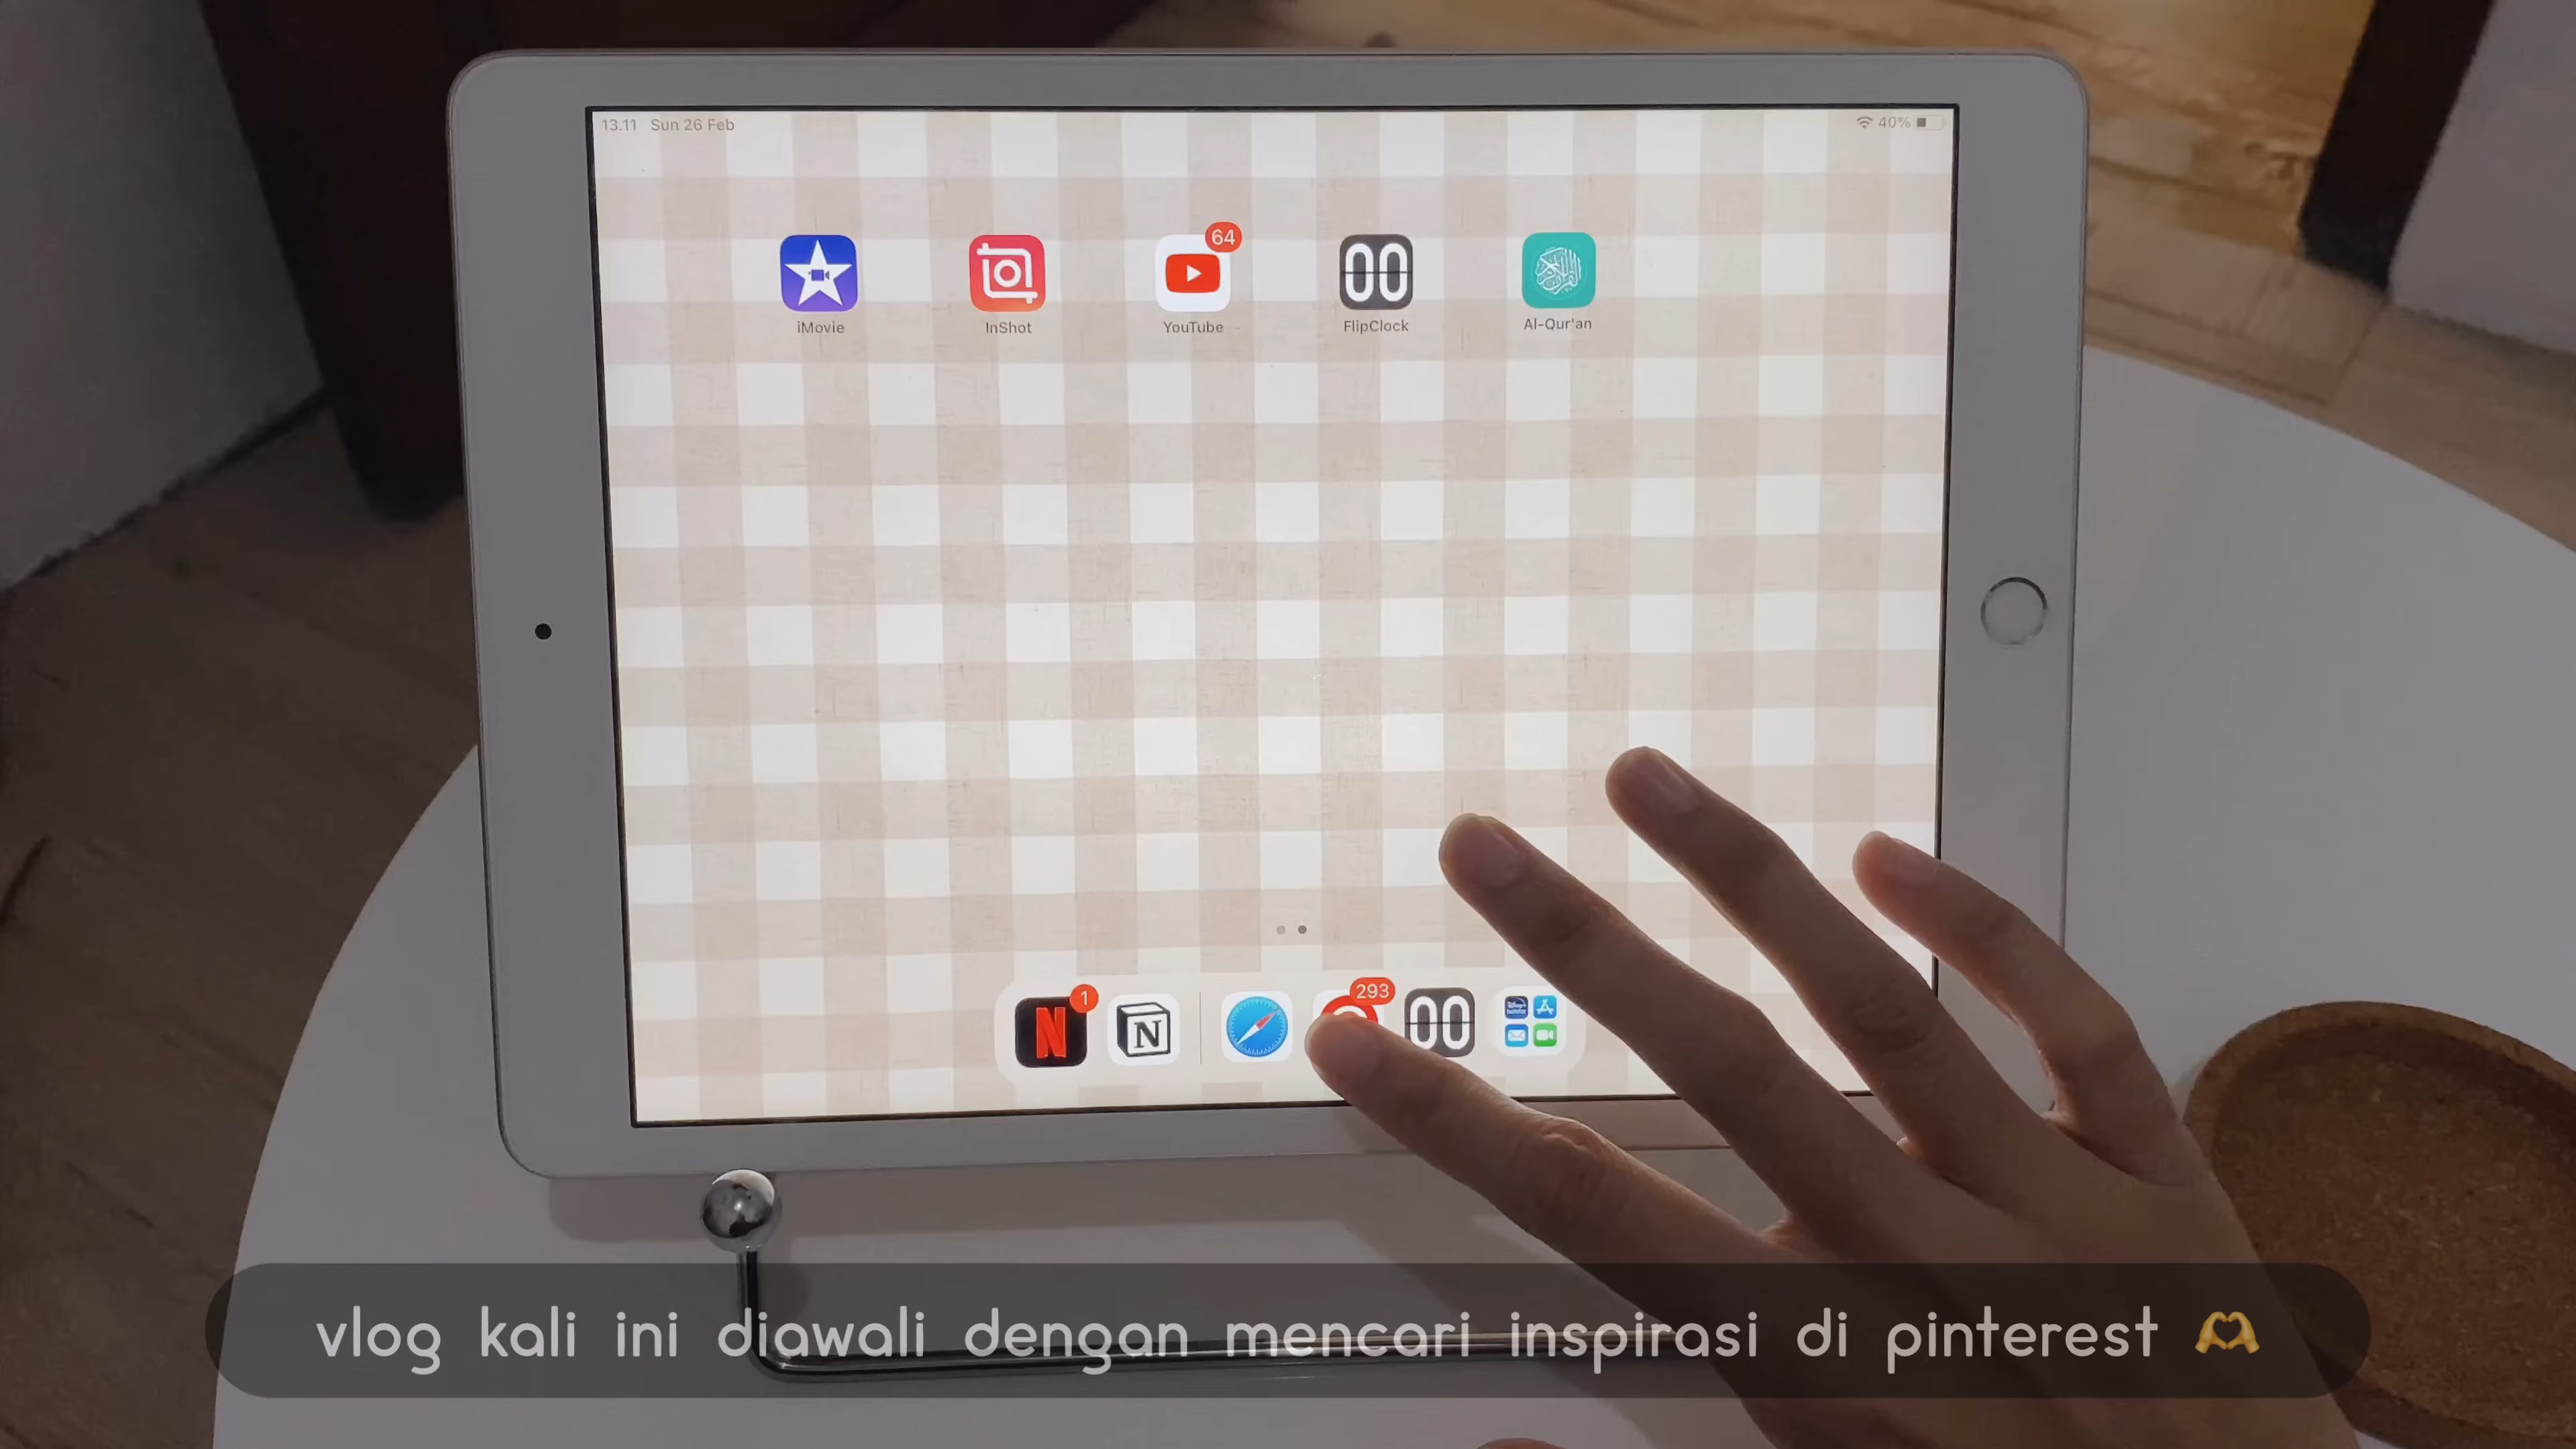 13.11 Sun 26 Feb
40%
64
iMovie
InShot
YouTube
FlipClock
Al-Qur'an
1
293
vlog kali ini diawali dengan mencari inspirasi di pinterest 🫶